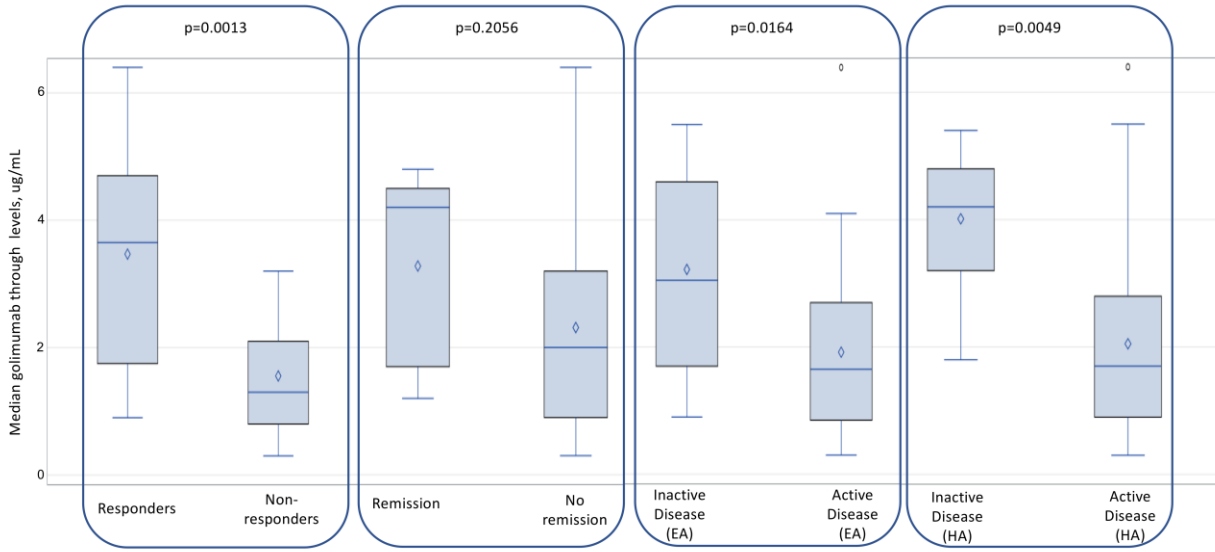 p=0.0013
p=0.2056
p=0.0164
p=0.0049
Median golimumab through levels, ug/mL
6
4
2
0
Responders
Non-
responders
Remission
No
remission
Inactive
Disease
(EA)
Active
Disease
(EA)
Inactive
Disease
(HA)
Active
Disease
(HA)